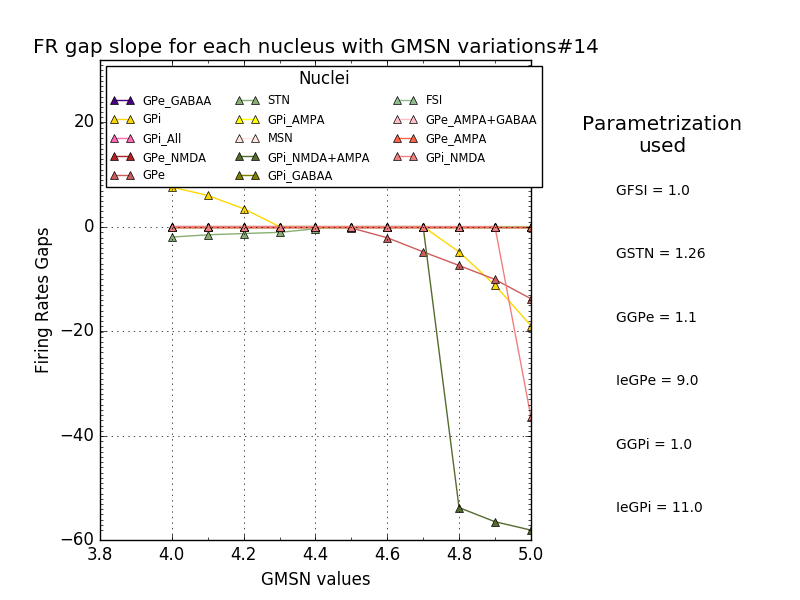 FR gap slope for each nucleus with GMSN variations#14
Nuclei
GPe_GABAA STN FSI
GPi GPi_AMPA GPe_AMPA+GABAA
GPi_All MSN GPe_AMPA
GPe_NMDA GPi_NMDA+AMPA GPi_NMDA
GPe GPi_GABAA
20
0
−20
−40
−60
Firing Rates Gaps
3.8 4.0 4.2 4.4 4.6 4.8 5.0
GMSN values
Parametrization
used
GFSI = 1.0
GSTN = 1.26
GGPe = 1.1
IeGPe = 9.0
GGPi = 1.0
IeGPi = 11.0